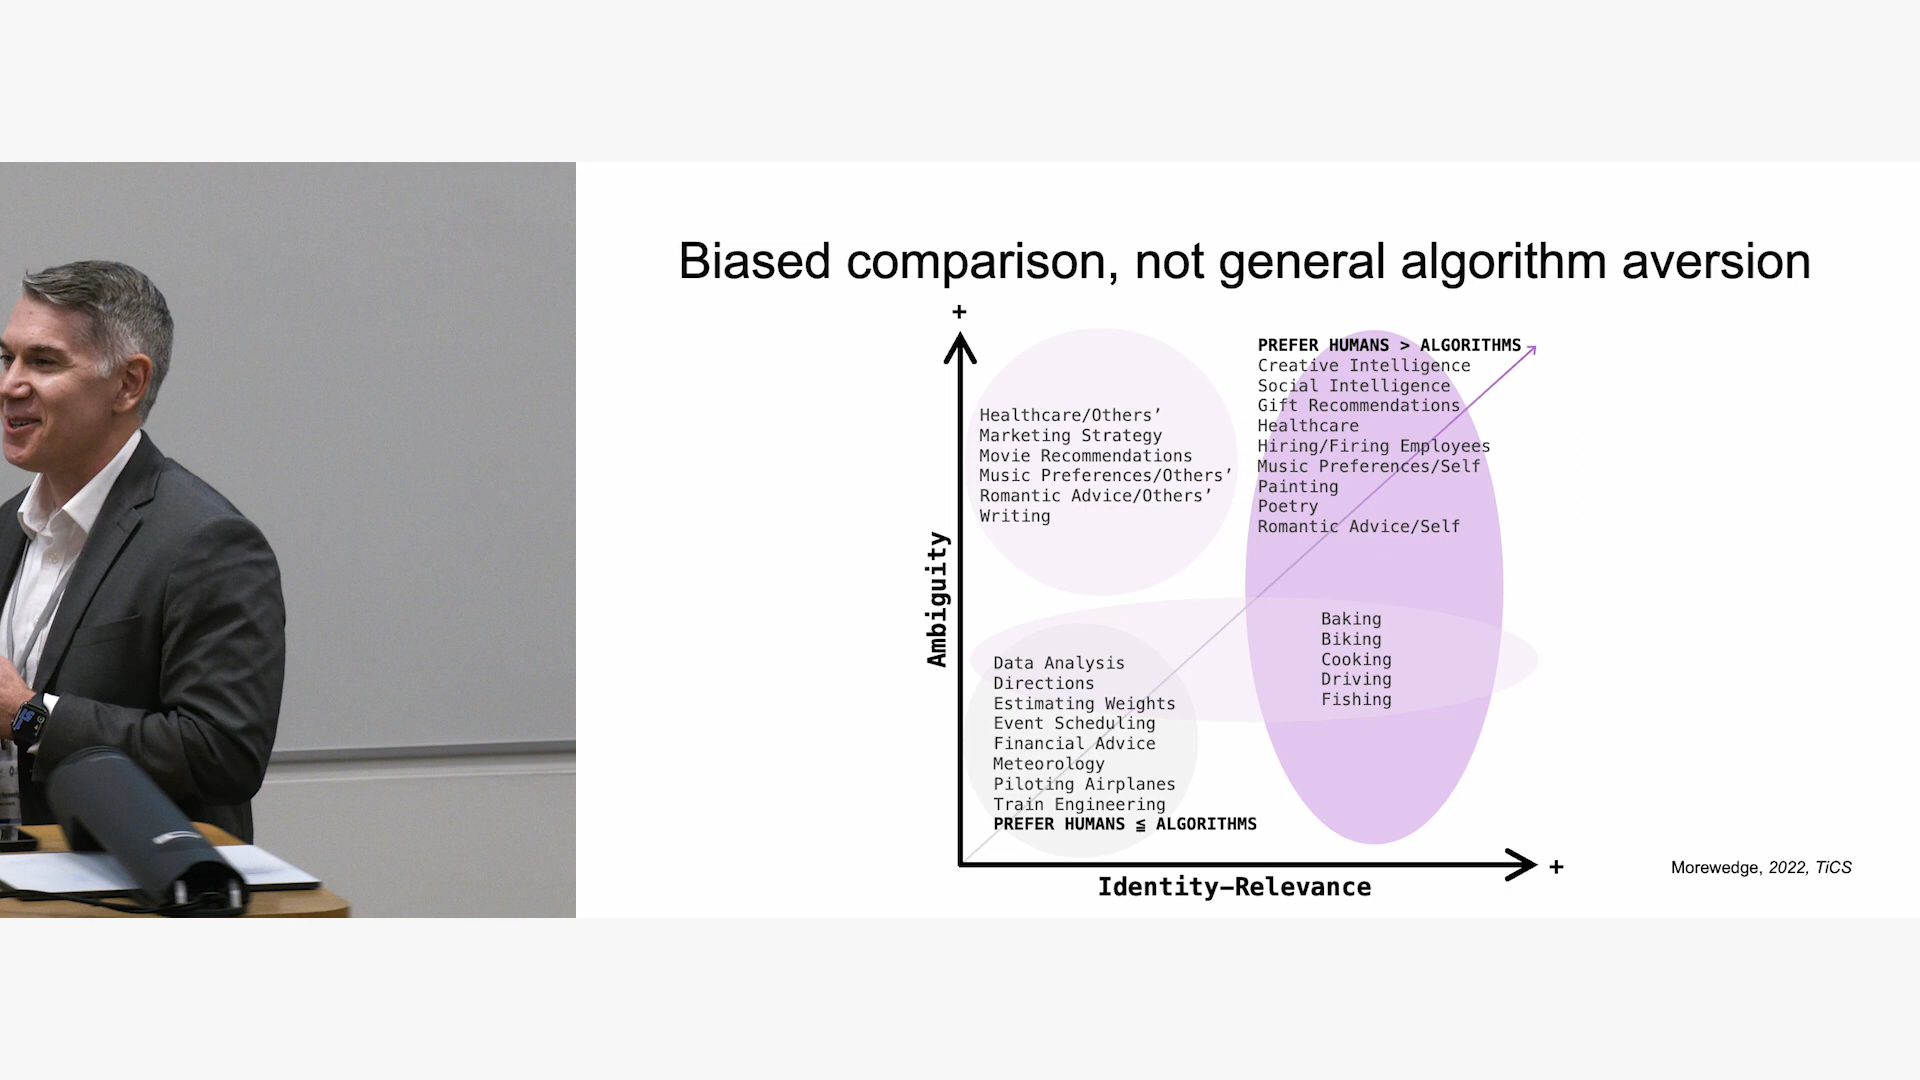 Biased comparison, not general algorithm aversion
+
PREFER HUMANS > ALGORITHMS
Creative Intelligence
Social Intelligence
Gift Recommendations
Healthcare
Hiring/Firing Employees
Music Preferences/Self
Painting
Poetry
Romantic Advice/Self
Healthcare/Others’
Marketing Strategy
Movie Recommendations
Music Preferences/Others’
Romantic Advice/Others’
Writing
Ambiguity
Baking
Biking
Cooking
Driving
Fishing
Data Analysis
Directions
Estimating Weights
Event Scheduling
Financial Advice
Meteorology
Piloting Airplanes
Train Engineering
PREFER HUMANS ≦ ALGORITHMS
+
Identity–Relevance
Morewedge, 2022, TiCS